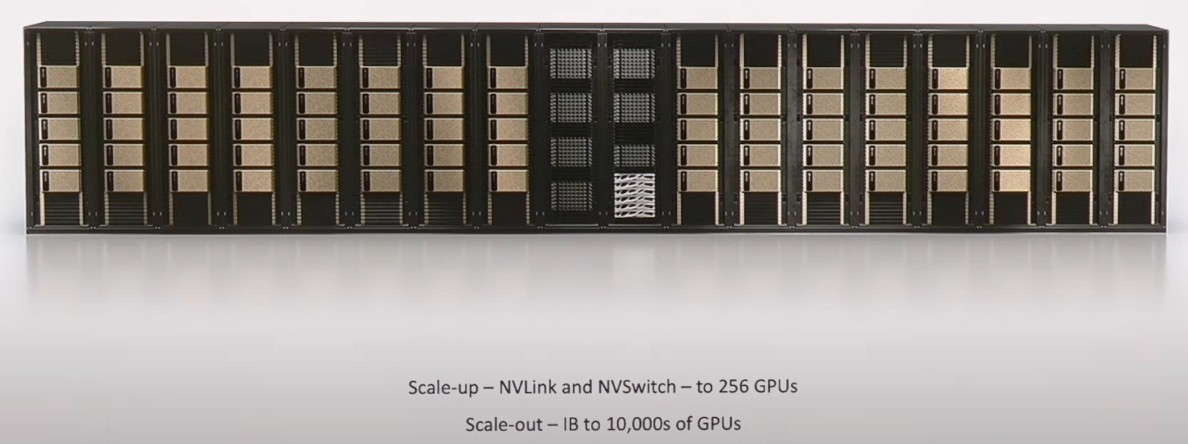 Scale-up – NVLink and NVSwitch – to 256 GPUs
Scale-out – IB to 10,000s of GPUs